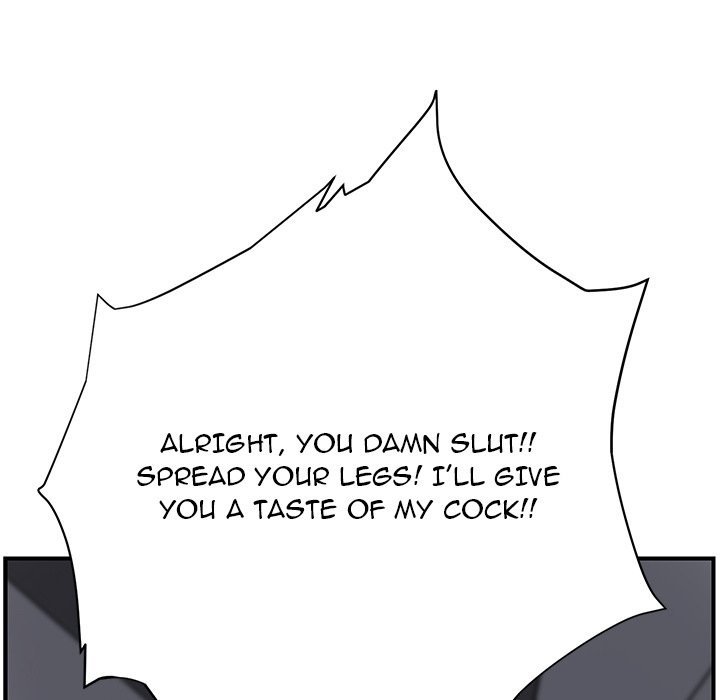 ALRIGHT, YOU DAMN SLUT!!
SPREAD YOUR LEGS! I'LL GIVE
YOU A TASTE OF MY COCK!!